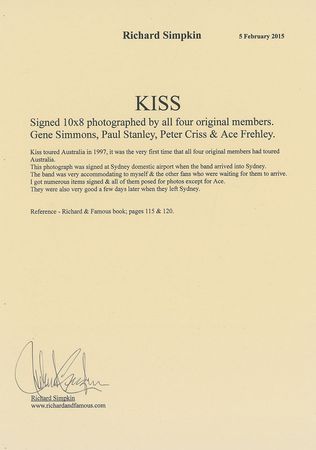 Richard Simpkin 5 February 2015
KISS
Signed 10x8 photographed by all four original members.
Gene Simmons, Paul Stanley, Peter Criss & Ace Frehley.
Kiss toured Australia in 1997, it was the very first time that all four original members had toured
Australia.
This photograph was signed at Sydney domestic airport when the band arrived into Sydney.
The band was very accommodating to myself & the other fans who were waiting for them to arrive.
I got numerous items signed & all of them posed for photos except for Ace.
They were also very good a few days later when they left Sydney.
Reference - Richard & Famous book; pages 115 & 120.
Richard Simpkin
www.richardandfamous.com